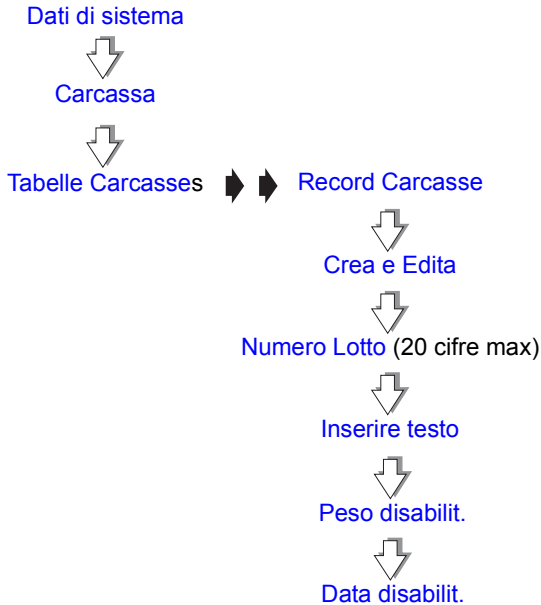 Dati di sistema
Carcassa
Tabelle Carcasses
Record Carcasse
Crea e Edita
Numero Lotto (20 cifre max)
Inserire testo
Peso disabilit.
Data disabilit.